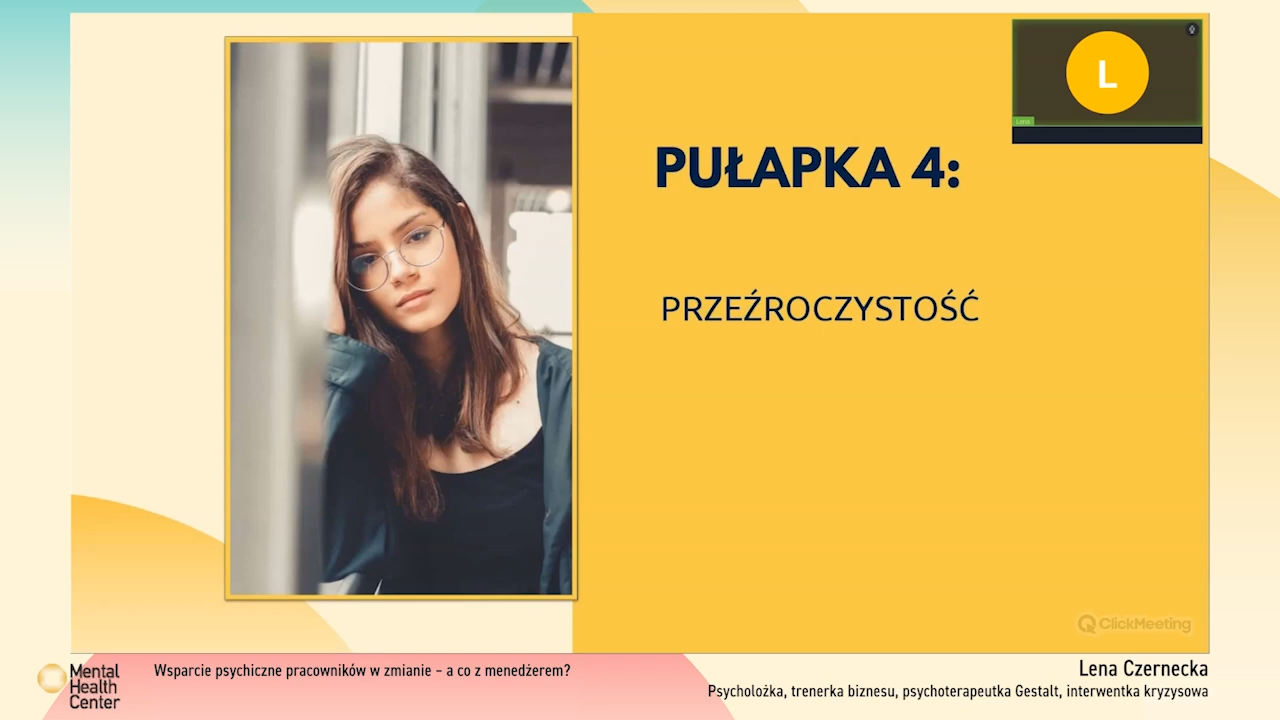 L
Lena
PUŁAPKA 4:
PRZEŹROCZYSTOŚĆ
ClickMeeting
Mental
Health
Center
Wsparcie psychiczne pracowników w zmianie – a co z menedżerem?
Lena Czernecka
Psycholożka, trenerka biznesu, psychoterapeutka Gestalt, interwentka kryzysowa